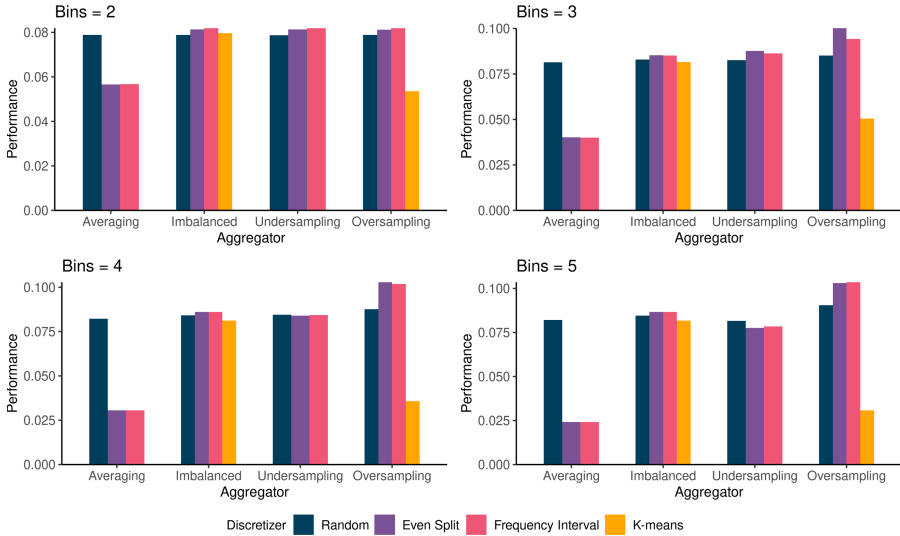 Bins = 2
Performance
0.08
0.06
0.04
0.02
0.00
Averaging Imbalanced Undersampling Oversampling
Aggregator
Bins = 3
Performance
0.100
0.075
0.050
0.025
0.000
Averaging Imbalanced Undersampling Oversampling
Aggregator
Bins = 4
Performance
0.100
0.075
0.050
0.025
0.000
Averaging Imbalanced Undersampling Oversampling
Aggregator
Bins = 5
Performance
0.100
0.075
0.050
0.025
0.000
Averaging Imbalanced Undersampling Oversampling
Aggregator
Discretizer Random Even Split Frequency Interval K-means